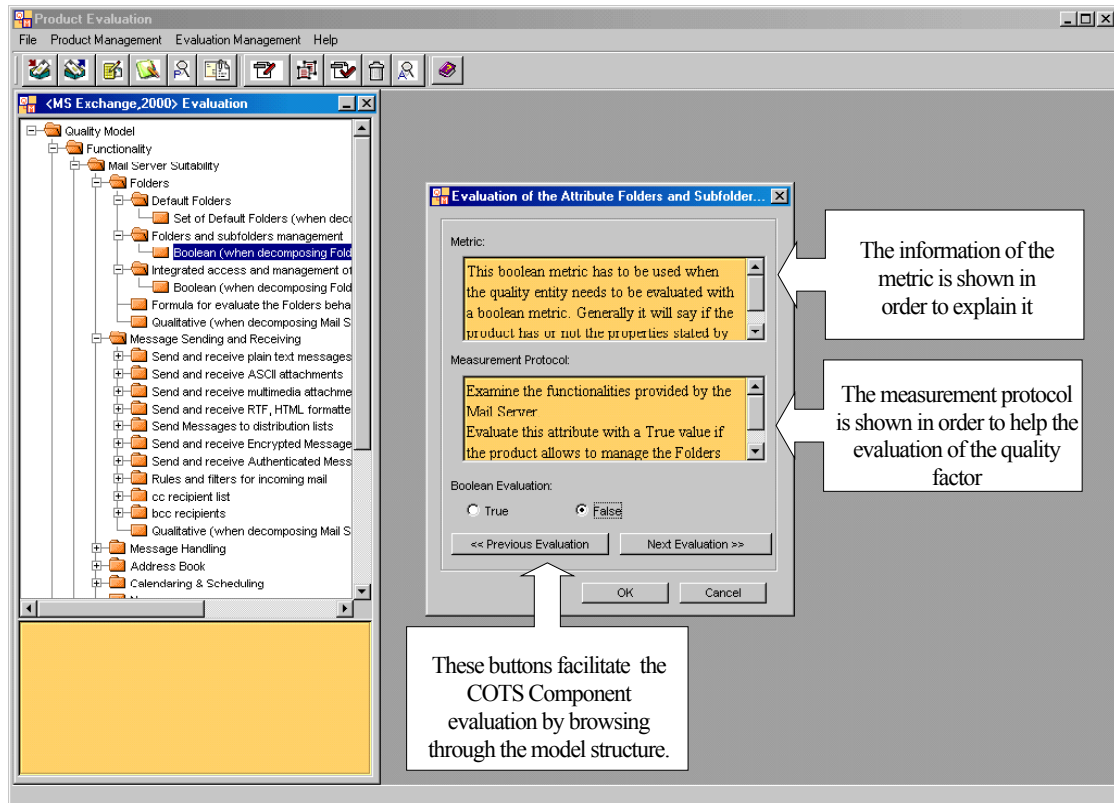 Product Evaluation
File Product Management Evaluation Management Help
<MS Exchange,2000> Evaluation
Quality Model
Functionality
Mail Server Suitability
Folders
Default Folders
Set of Default Folders (when deco
Folders and subfolders management
Boolean (when decomposing Fold
Integrated access and management of
Boolean (when decomposing Fold
Formula for evaluate the Folders beha
Qualitative (when decomposing Mail S
Message Sending and Receiving
Send and receive plain text messages
Send and receive ASCII attachments
Send and receive multimedia attachme
Send and receive RTF, HTML formatte
Send Messages to distribution lists
Send and receive Encrypted Message
Send and receive Authenticated Mess
Rules and filters for incoming mail
cc recipient list
bcc recipients
Qualitative (when decomposing Mail S
Message Handling
Address Book
Calendaring & Scheduling
Evaluation of the Attribute Folders and Subfolder...
Metric:
This boolean metric has to be used when
the quality entity needs to be evaluated with
a boolean metric. Generally it will say if the
product has or not the properties stated by
Measurement Protocol:
Examine the functionalities provided by the
Mail Server
Evaluate this attribute with a True value if
the product allows to manage the Folders
Boolean Evaluation:
True False
<< Previous Evaluation Next Evaluation >>
OK Cancel
The information of the
metric is shown in
order to explain it
The measurement protocol
is shown in order to help the
evaluation of the quality
factor
These buttons facilitate the
COTS Component
evaluation by browsing
through the model structure.